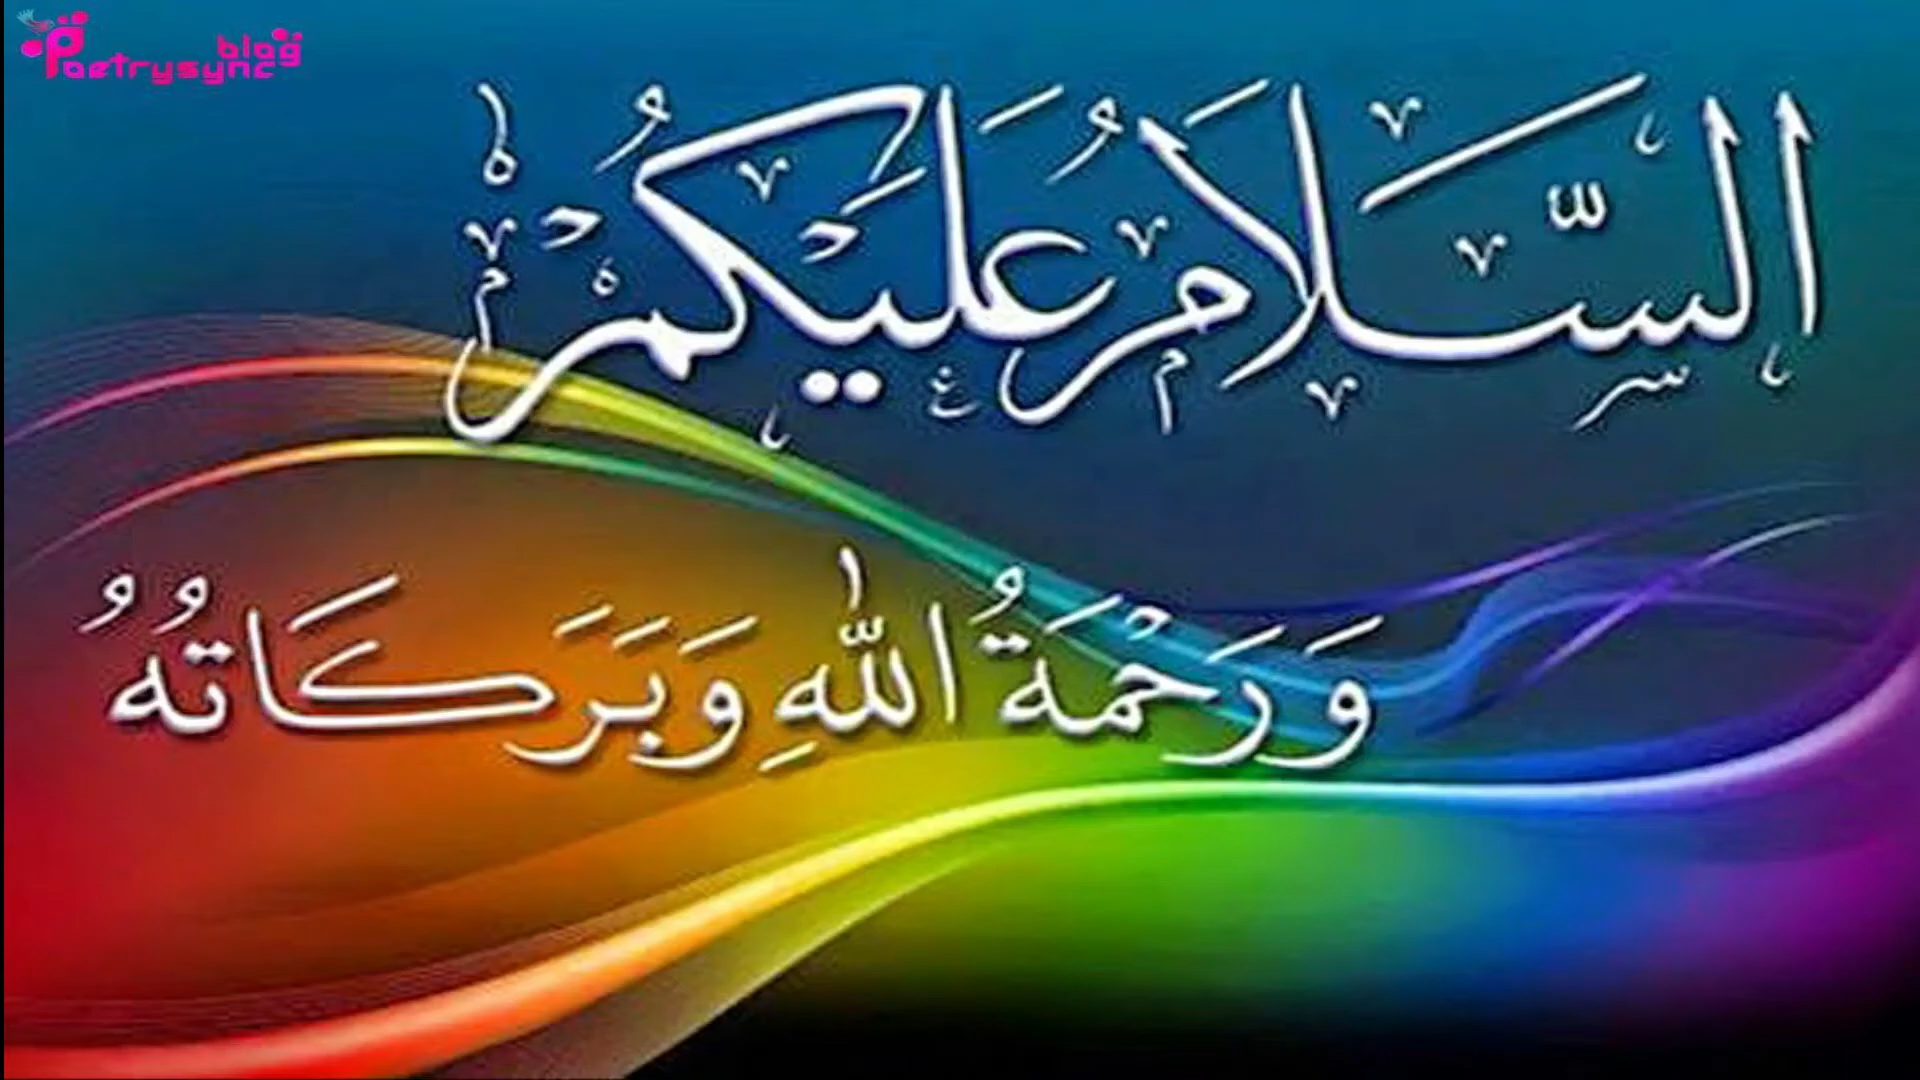 Poetrysync blog
السَّلَامُ عَلَيْكُمْ
وَرَحْمَةُ اللهِ وَبَرَكَاتُهُ